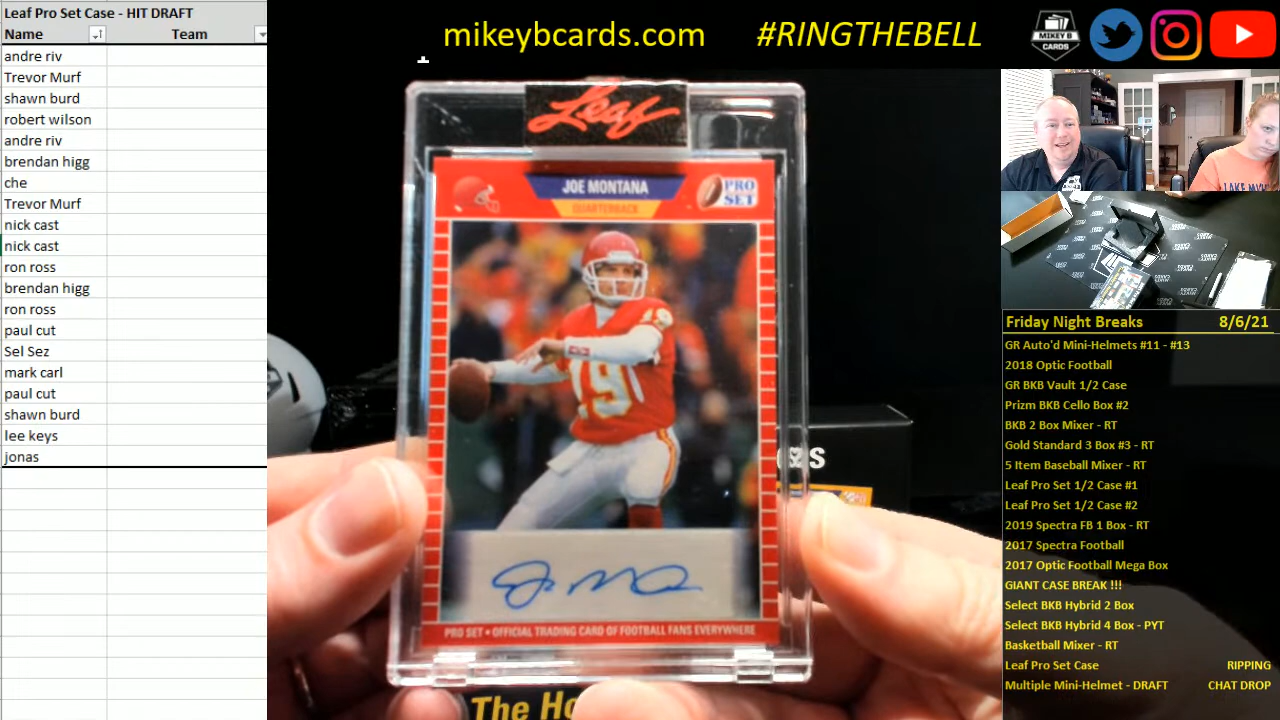 Leaf Pro Set Case - HIT DRAFT
Name Team
andre riv
Trevor Murf
shawn burd
robert wilson
andre riv
brendan higg
che
Trevor Murf
nick cast
nick cast
ron ross
brendan higg
ron ross
paul cut
Sel Sez
mark carl
paul cut
shawn burd
lee keys
jonas
mikeybcards.com #RINGTHEBELL
MIKEY B
CARDS
Leaf
JOE MONTANA
QUARTERBACK
PRO
SET
19
19
PRO SET • OFFICIAL TRADING CARD OF FOOTBALL FANS EVERYWHERE
The Ho
Friday Night Breaks 8/6/21
GR Auto'd Mini-Helmets #11 - #13
2018 Optic Football
GR BKB Vault 1/2 Case
Prizm BKB Cello Box #2
BKB 2 Box Mixer - RT
Gold Standard 3 Box #3 - RT
5 Item Baseball Mixer - RT
Leaf Pro Set 1/2 Case #1
Leaf Pro Set 1/2 Case #2
2019 Spectra FB 1 Box - RT
2017 Spectra Football
2017 Optic Football Mega Box
GIANT CASE BREAK !!!
Select BKB Hybrid 2 Box
Select BKB Hybrid 4 Box - PYT
Basketball Mixer - RT
Leaf Pro Set Case RIPPING
Multiple Mini-Helmet - DRAFT CHAT DROP